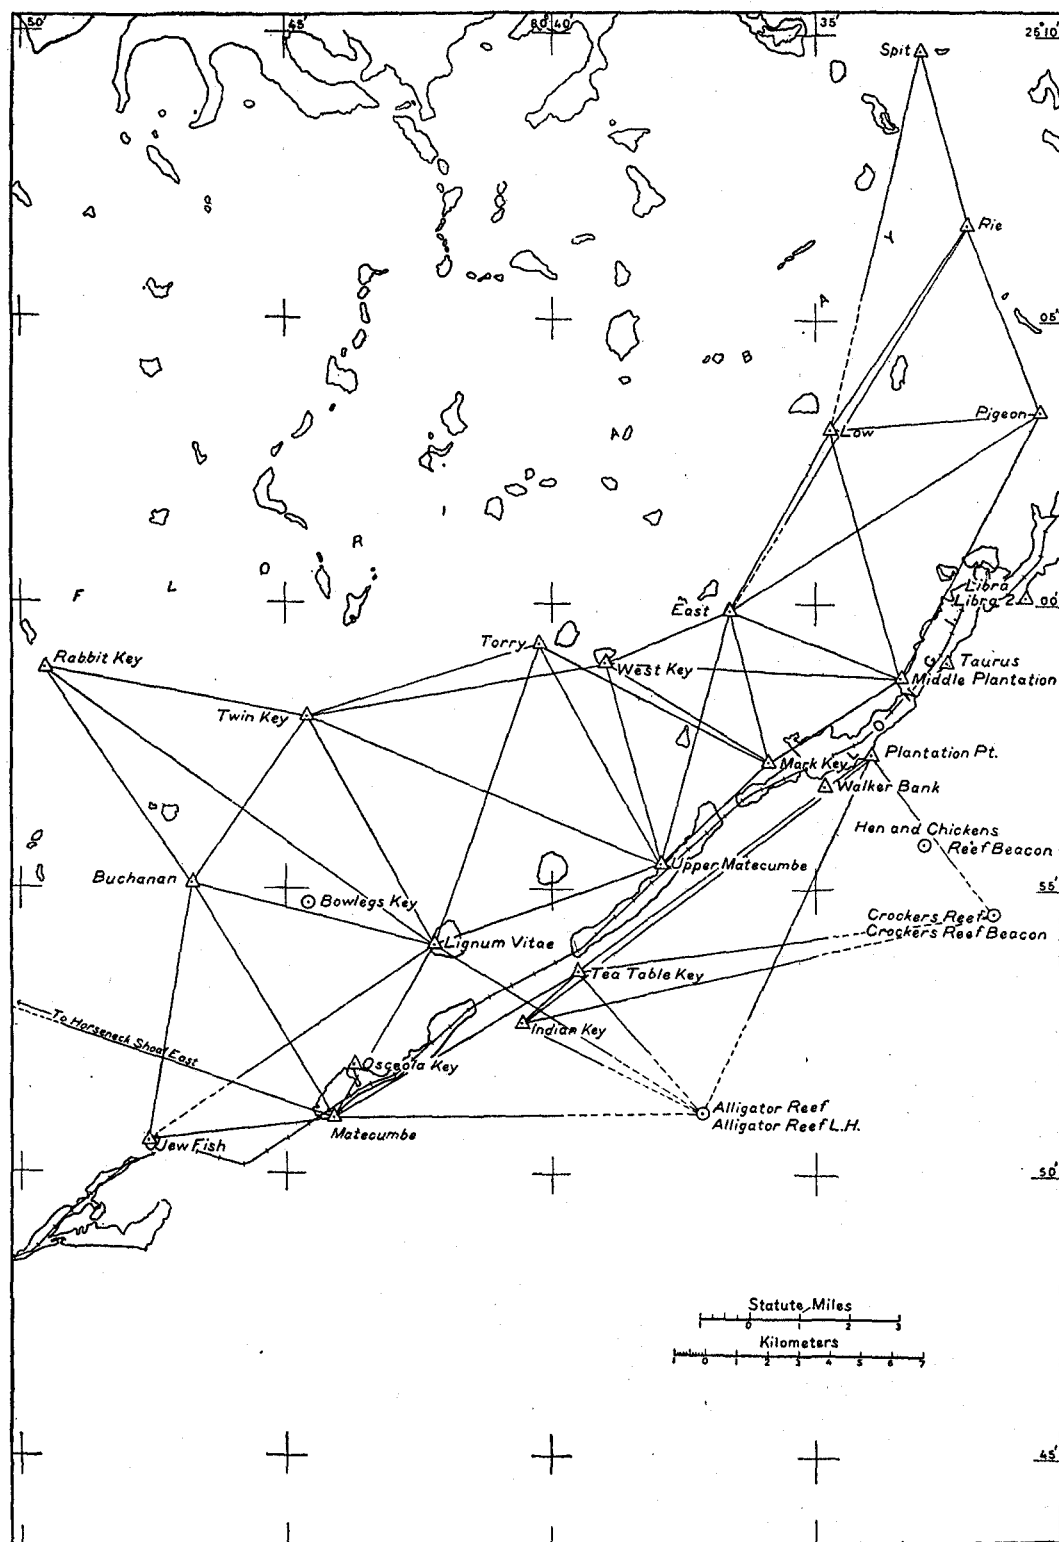 50'
45'
80° 40'
35'
25° 10'
Spit
Y
Rie
A
05'
B
Pigeon
Low
A
D
I
R
O
L
F
Libra
Libra 2
00'
East
Torry
West Key
Taurus
Middle Plantation
Rabbit Key
Twin Key
Mark Key
Plantation Pt.
Walker Bank
Hen and Chickens
Reef Beacon
Upper Matecumbe
Buchanan
55'
Bowlegs Key
Crockers Reef
Crockers Reef Beacon
Lignum Vitae
Tea Table Key
Indian Key
To Horseneck Shoal East
Osceola Key
Alligator Reef
Alligator Reef L.H.
Matecumbe
Jew Fish
50'
Statute Miles
1 0 1 2 3
Kilometers
1 0 1 2 3 4 5 6 7
45'